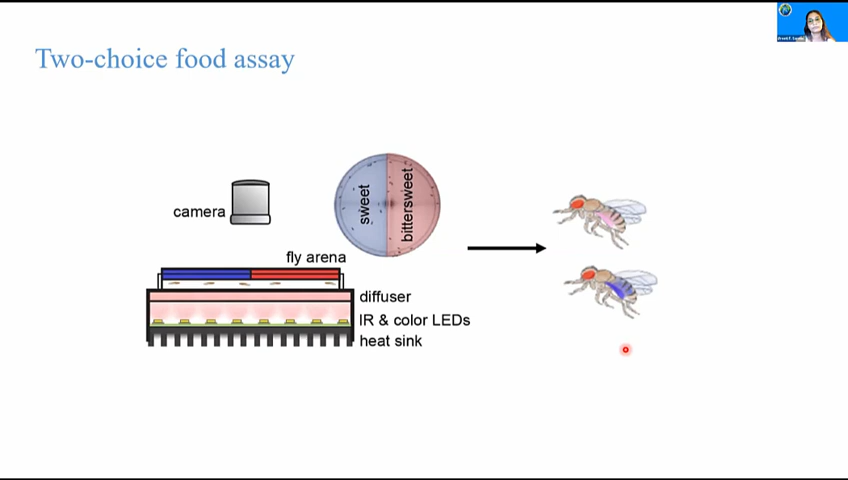 Two-choice food assay
camera
sweet
bittersweet
fly arena
diffuser
IR & color LEDs
heat sink